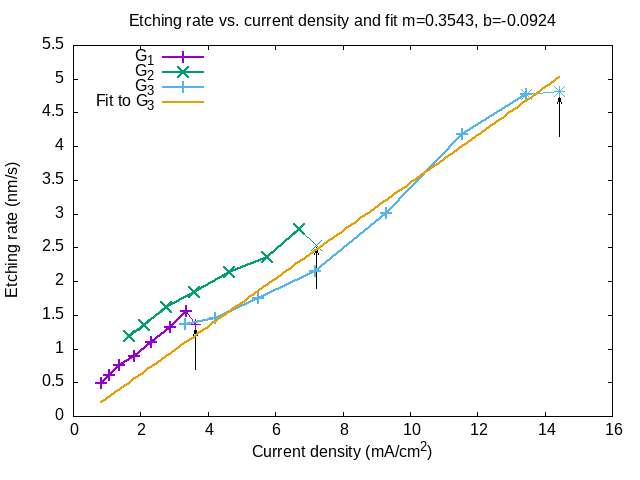 Etching rate vs. current density and fit m=0.3543, b=-0.0924
Etching rate (nm/s)
5.5
5
4.5
4
3.5
3
2.5
2
1.5
1
0.5
0
G1
G2
G3
Fit to G3
0 2 4 6 8 10 12 14 16
Current density (mA/cm2)